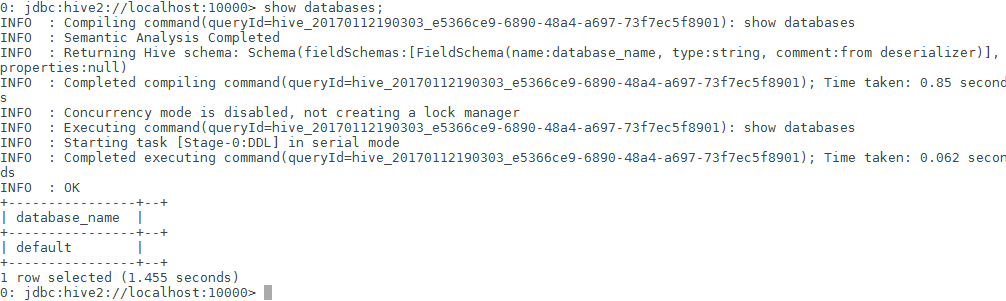 0: jdbc:hive2://localhost:10000> show databases;
INFO  : Compiling command(queryId=hive_20170112190303_e5366ce9-6890-48a4-a697-73f7ec5f8901): show databases
INFO  : Semantic Analysis Completed
INFO  : Returning Hive schema: Schema(fieldSchemas:[FieldSchema(name:database_name, type:string, comment:from deserializer)],
properties:null)
INFO  : Completed compiling command(queryId=hive_20170112190303_e5366ce9-6890-48a4-a697-73f7ec5f8901); Time taken: 0.85 second
s
INFO  : Concurrency mode is disabled, not creating a lock manager
INFO  : Executing command(queryId=hive_20170112190303_e5366ce9-6890-48a4-a697-73f7ec5f8901): show databases
INFO  : Starting task [Stage-0:DDL] in serial mode
INFO  : Completed executing command(queryId=hive_20170112190303_e5366ce9-6890-48a4-a697-73f7ec5f8901); Time taken: 0.062 secon
ds
INFO  : OK
+----------------+--+
| database_name  |
+----------------+--+
| default        |
+----------------+--+
1 row selected (1.455 seconds)
0: jdbc:hive2://localhost:10000>